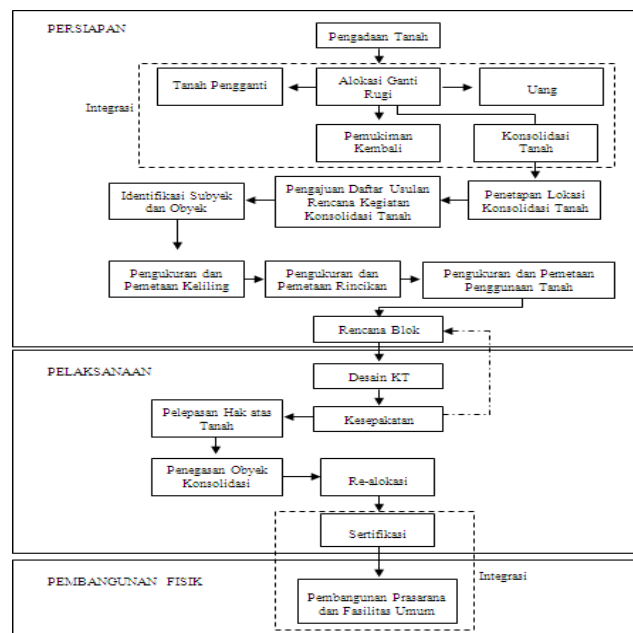 PERSIAPAN
Pengadaan Tanah
Tanah Pengganti
Alokasi Ganti
Rugi
Uang
Integrasi
Pemukiman
Kembali
Konsolidasi
Tanah
Identifikasi Subyek
dan Obyek
Pengajuan Daftar Usulan
Rencana Kegiatan
Konsolidasi Tanah
Penetapan Lokasi
Konsolidasi Tanah
Pengukuran dan
Pemetaan Keliling
Pengukuran dan
Pemetaan Rincikan
Pengukuran dan Pemetaan
Penggunaan Tanah
Rencana Blok
PELAKSANAAN
Desain KT
Pelepasan Hak atas
Tanah
Kesepakatan
Penegasan Obyek
Konsolidasi
Re-alokasi
Sertifikasi
PEMBANGUNAN FISIK
Integrasi
Pembangunan Prasarana
dan Fasilitas Umum